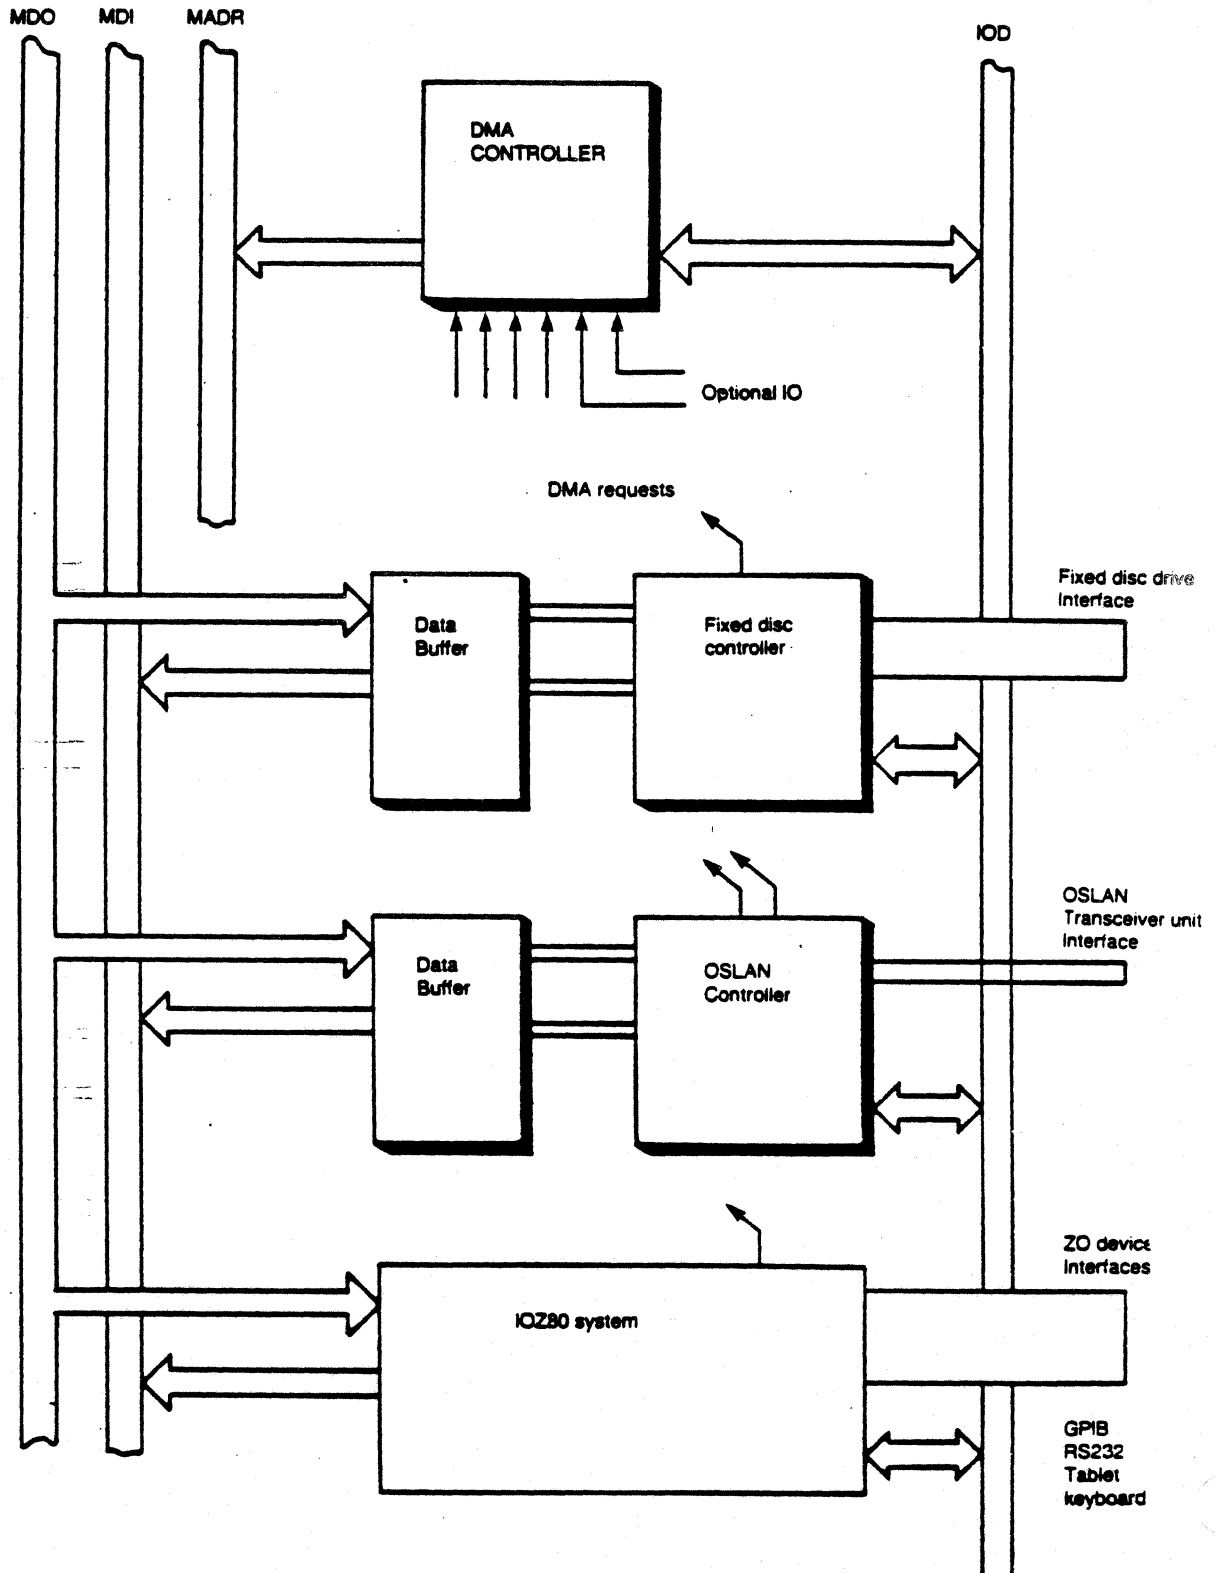 MDO
MDI
MADR
IOD
DMA
CONTROLLER
Optional IO
DMA requests
Fixed disc drive
Interface
Data
Buffer
Fixed disc
controller
OSLAN
Transceiver unit
Interface
Data
Buffer
OSLAN
Controller
ZO device
Interfaces
IOZ80 system
GPIB
RS232
Tablet
keyboard